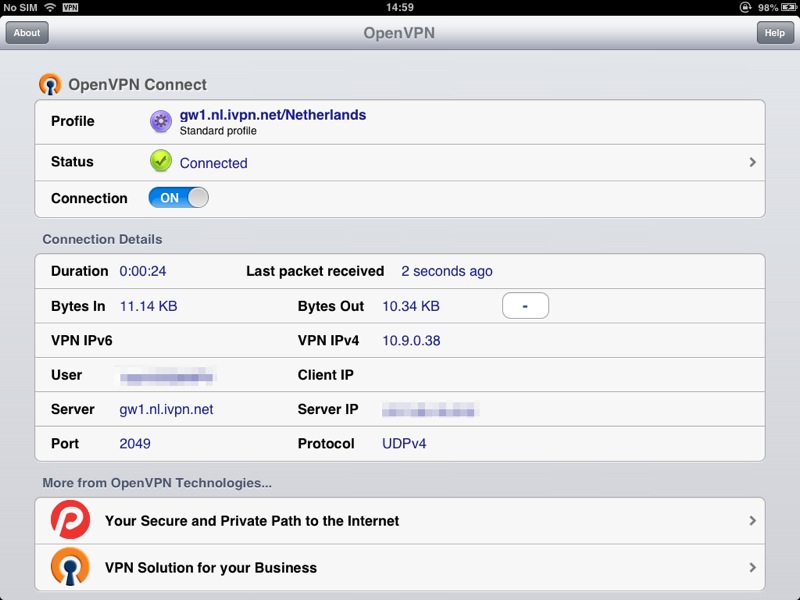 No SIM VPN 14:59 98%
About OpenVPN Help
OpenVPN Connect
Profile gw1.nl.ivpn.net/Netherlands
Standard profile
Status Connected
Connection ON
Connection Details
Duration 0:00:24 Last packet received 2 seconds ago
Bytes In 11.14 KB Bytes Out 10.34 KB -
VPN IPv6 VPN IPv4 10.9.0.38
User Client IP
Server gw1.nl.ivpn.net Server IP
Port 2049 Protocol UDPv4
More from OpenVPN Technologies...
Your Secure and Private Path to the Internet
VPN Solution for your Business